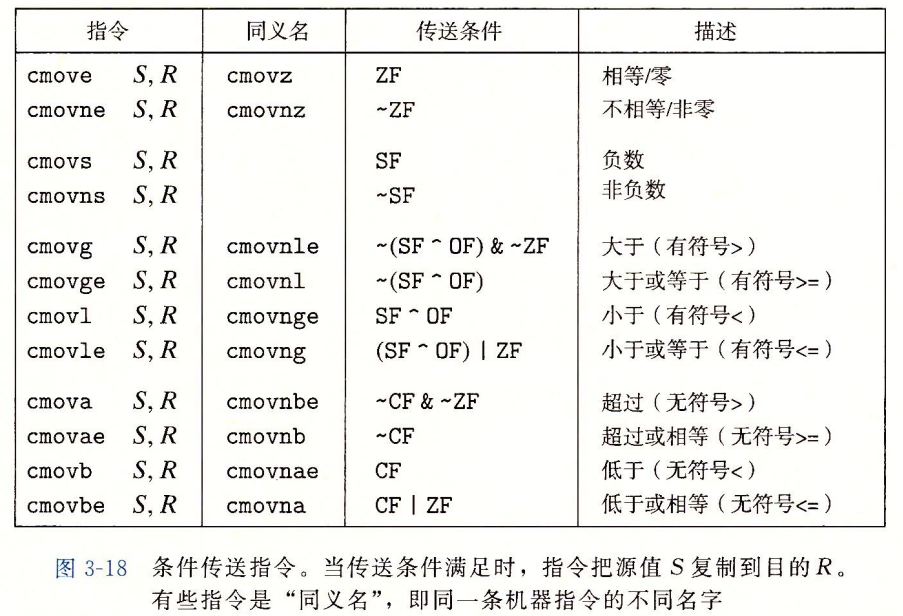 指令 同义名 传送条件 描述
cmove S, R cmovz ZF 相等/零
cmovne S, R cmovnz ~ZF 不相等/非零
cmovs S, R SF 负数
cmovns S, R ~SF 非负数
cmovg S, R cmovnle ~(SF ^ OF) & ~ZF 大于（有符号>）
cmovge S, R cmovnl ~(SF ^ OF) 大于或等于（有符号>=）
cmovl S, R cmovnge SF ^ OF 小于（有符号<）
cmovle S, R cmovng (SF ^ OF) | ZF 小于或等于（有符号<=）
cmova S, R cmovnbe ~CF & ~ZF 超过（无符号>）
cmovae S, R cmovnb ~CF 超过或相等（无符号>=）
cmovb S, R cmovnae CF 低于（无符号<）
cmovbe S, R cmovna CF | ZF 低于或相等（无符号<=）
图 3-18 条件传送指令。当传送条件满足时，指令把源值 S 复制到目的 R。
有些指令是“同义名”，即同一条机器指令的不同名字